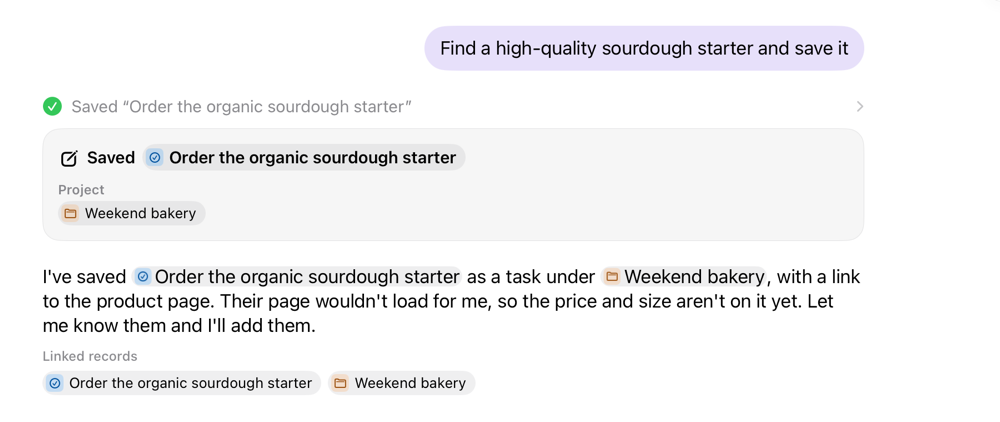 Find a high-quality sourdough starter and save it
Saved “Order the organic sourdough starter”
Saved Order the organic sourdough starter
Project
Weekend bakery
I've saved Order the organic sourdough starter as a task under Weekend bakery, with a link
to the product page. Their page wouldn't load for me, so the price and size aren't on it yet. Let
me know them and I'll add them.
Linked records
Order the organic sourdough starter Weekend bakery